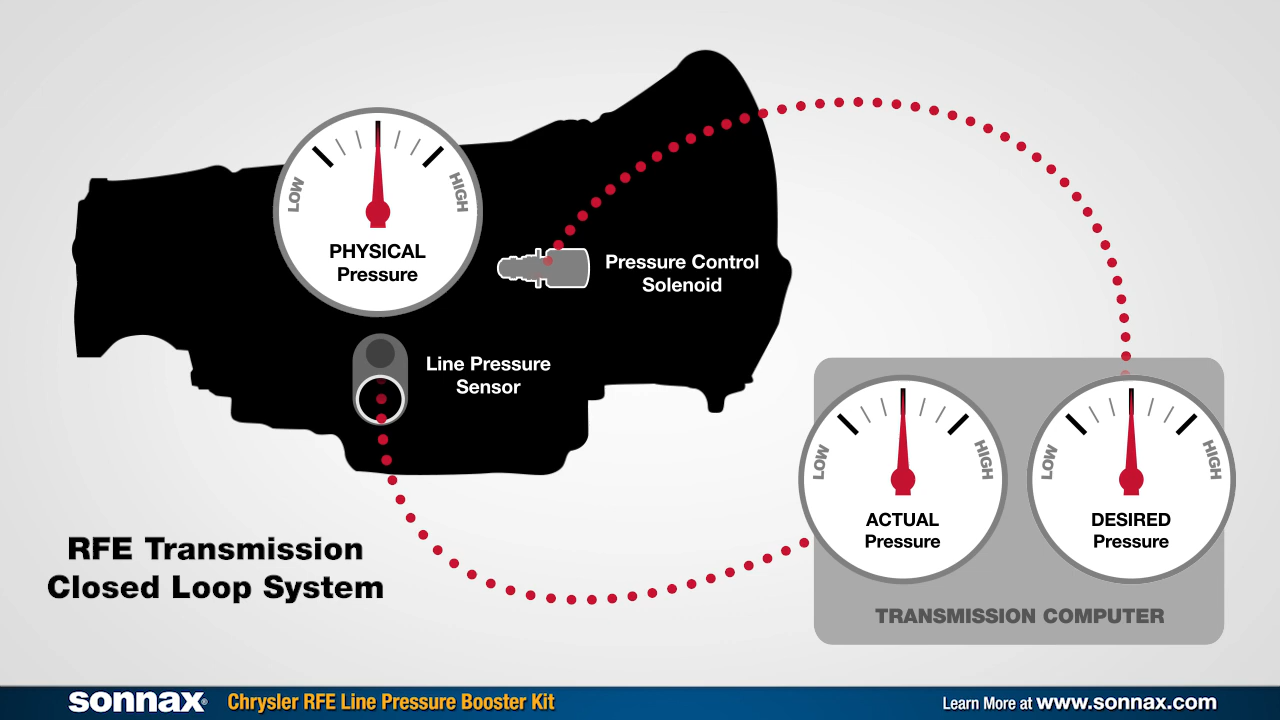 LOW
HIGH
PHYSICAL
Pressure
Pressure Control
Solenoid
Line Pressure
Sensor
LOW
HIGH
ACTUAL
Pressure
LOW
HIGH
DESIRED
Pressure
TRANSMISSION COMPUTER
RFE Transmission
Closed Loop System
sonnax®
Chrysler RFE Line Pressure Booster Kit
Learn More at www.sonnax.com